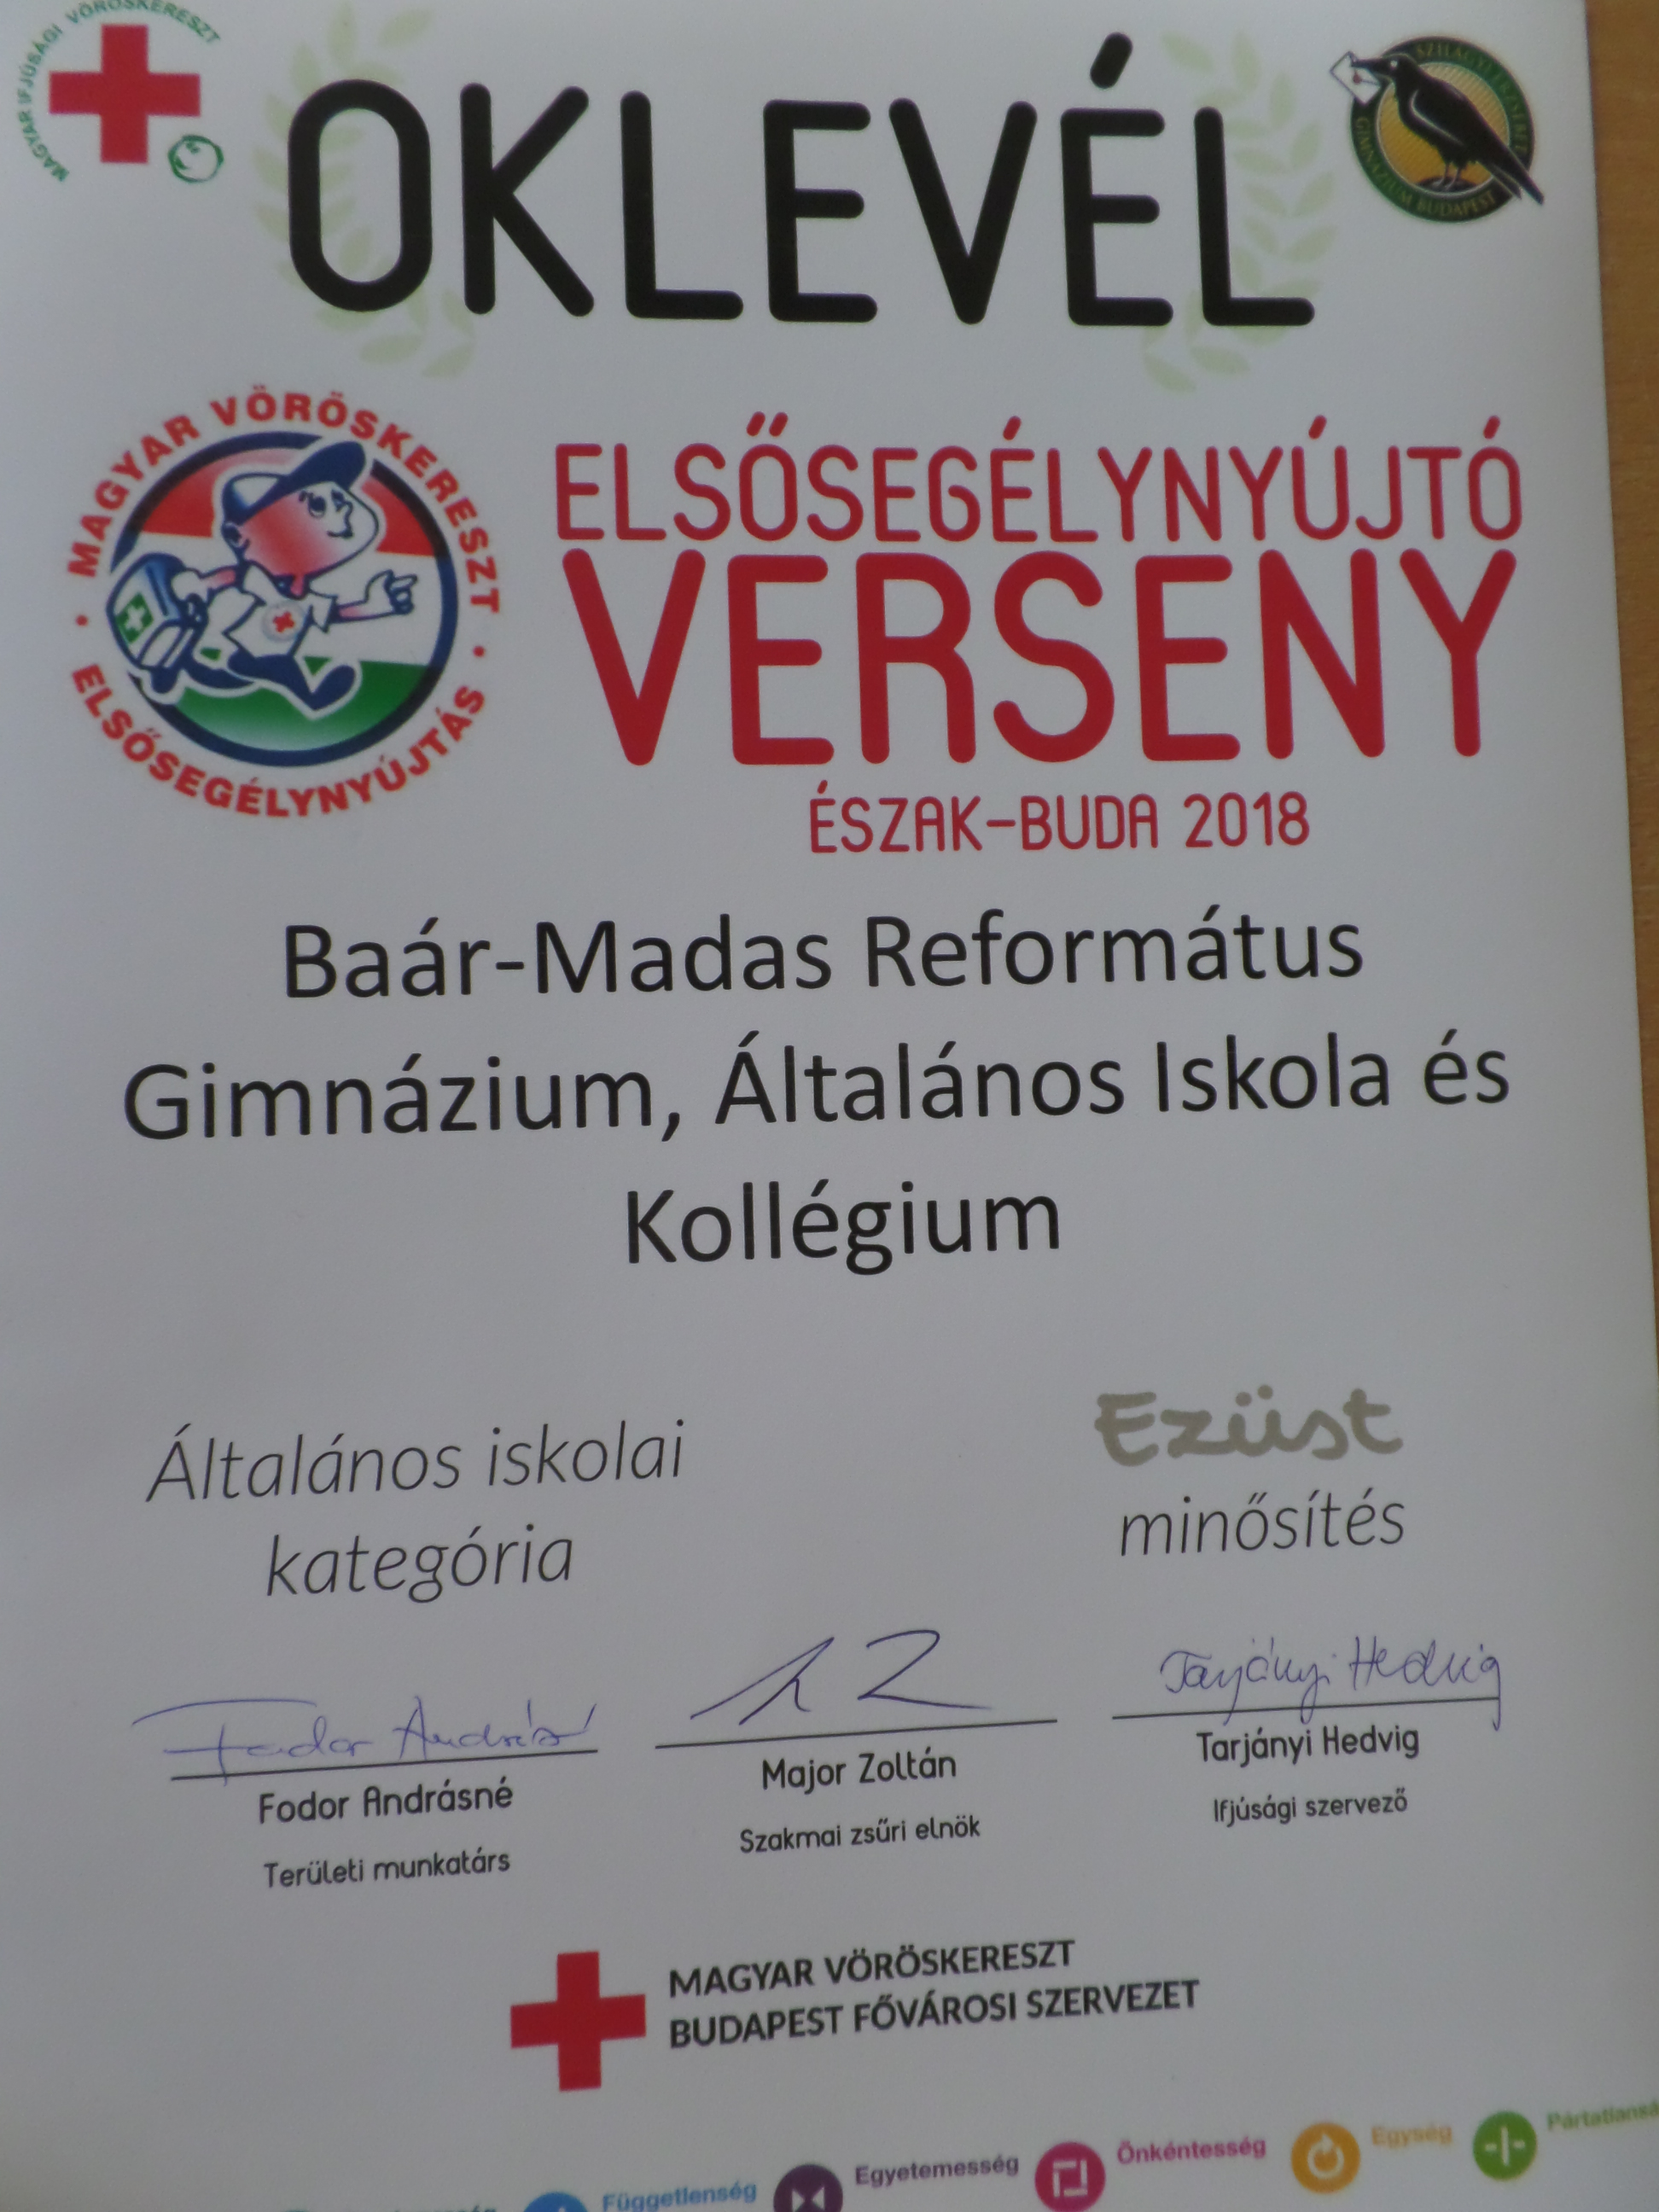 MAGYAR IFJÚSÁGI VÖRÖSKERESZT
OKLEVÉL
SZILÁGYI ERZSÉBET
GIMNÁZIUM BUDAPEST
MAGYAR VÖRÖSKERESZT
ELSŐSEGÉLYNYÚJTÁS
ELSŐSEGÉLYNYÚJTÓ
VERSENY
ÉSZAK-BUDA 2018
Baár-Madas Református
Gimnázium, Általános Iskola és
Kollégium
Általános iskolai
kategória
Ezüst
minősítés
Fodor Andrásné
Tarjányi Hedvig
Fodor Andrásné
Területi munkatárs
Major Zoltán
Szakmai zsűri elnök
Tarjányi Hedvig
Ifjúsági szervező
MAGYAR VÖRÖSKERESZT
BUDAPEST FŐVÁROSI SZERVEZET
Függetlenség
Egyetemesség
Önkéntesség
Egység